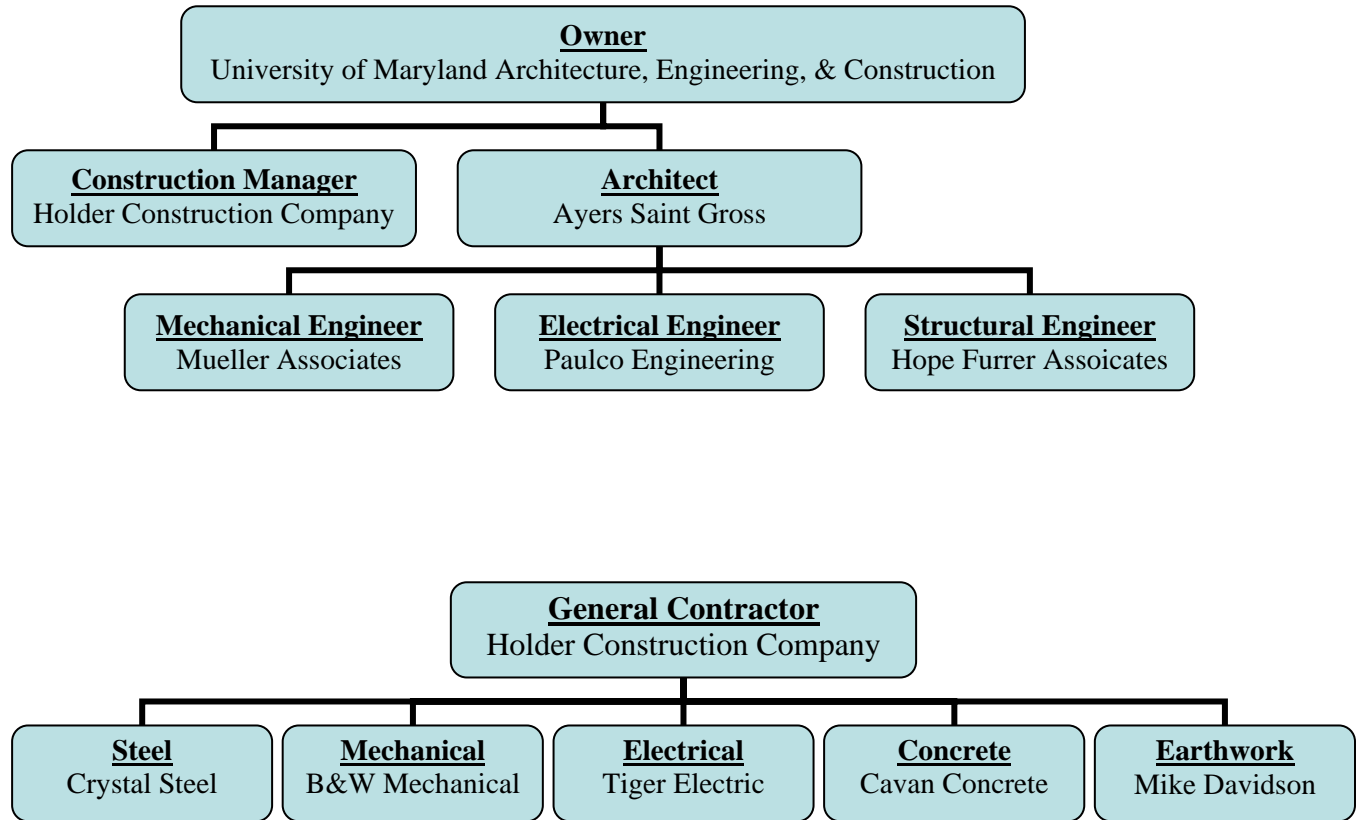 Owner
University of Maryland Architecture, Engineering, & Construction
Construction Manager
Holder Construction Company
Architect
Ayers Saint Gross
Mechanical Engineer
Mueller Associates
Electrical Engineer
Paulco Engineering
Structural Engineer
Hope Furrer Assoicates
General Contractor
Holder Construction Company
Steel
Crystal Steel
Mechanical
B&W Mechanical
Electrical
Tiger Electric
Concrete
Cavan Concrete
Earthwork
Mike Davidson